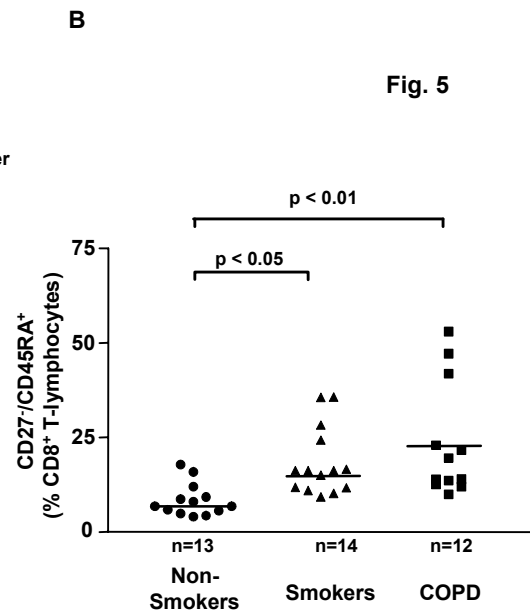 B
Fig. 5
er
p < 0.01
p < 0.05
75
50
25
0
CD27⁻/CD45RA⁺
(% CD8⁺ T-lymphocytes)
n=13 n=14 n=12
Non-
Smokers Smokers COPD